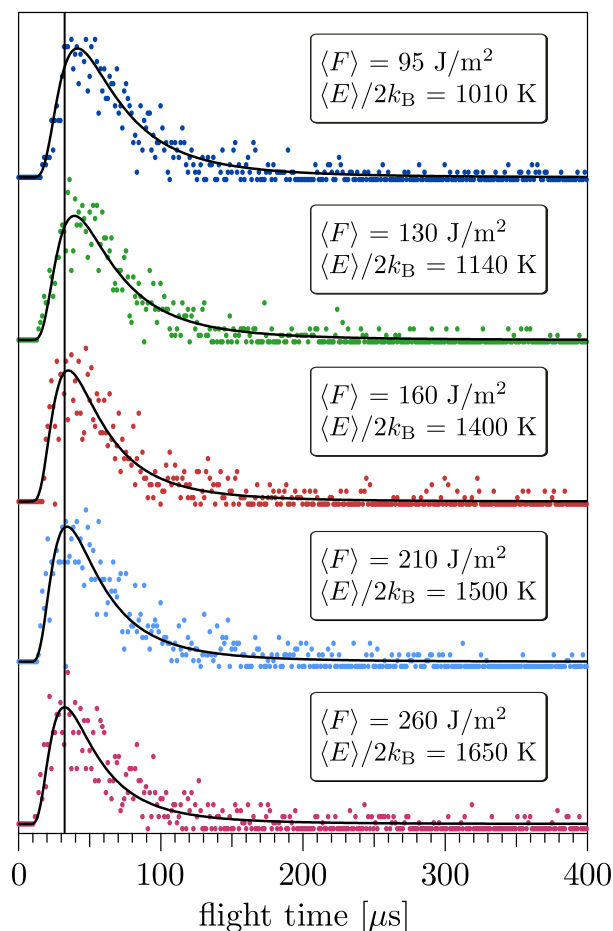 ⟨F⟩ = 95 J/m²
⟨E⟩/2k_B = 1010 K
⟨F⟩ = 130 J/m²
⟨E⟩/2k_B = 1140 K
⟨F⟩ = 160 J/m²
⟨E⟩/2k_B = 1400 K
⟨F⟩ = 210 J/m²
⟨E⟩/2k_B = 1500 K
⟨F⟩ = 260 J/m²
⟨E⟩/2k_B = 1650 K
0 100 200 300 400
flight time [μs]